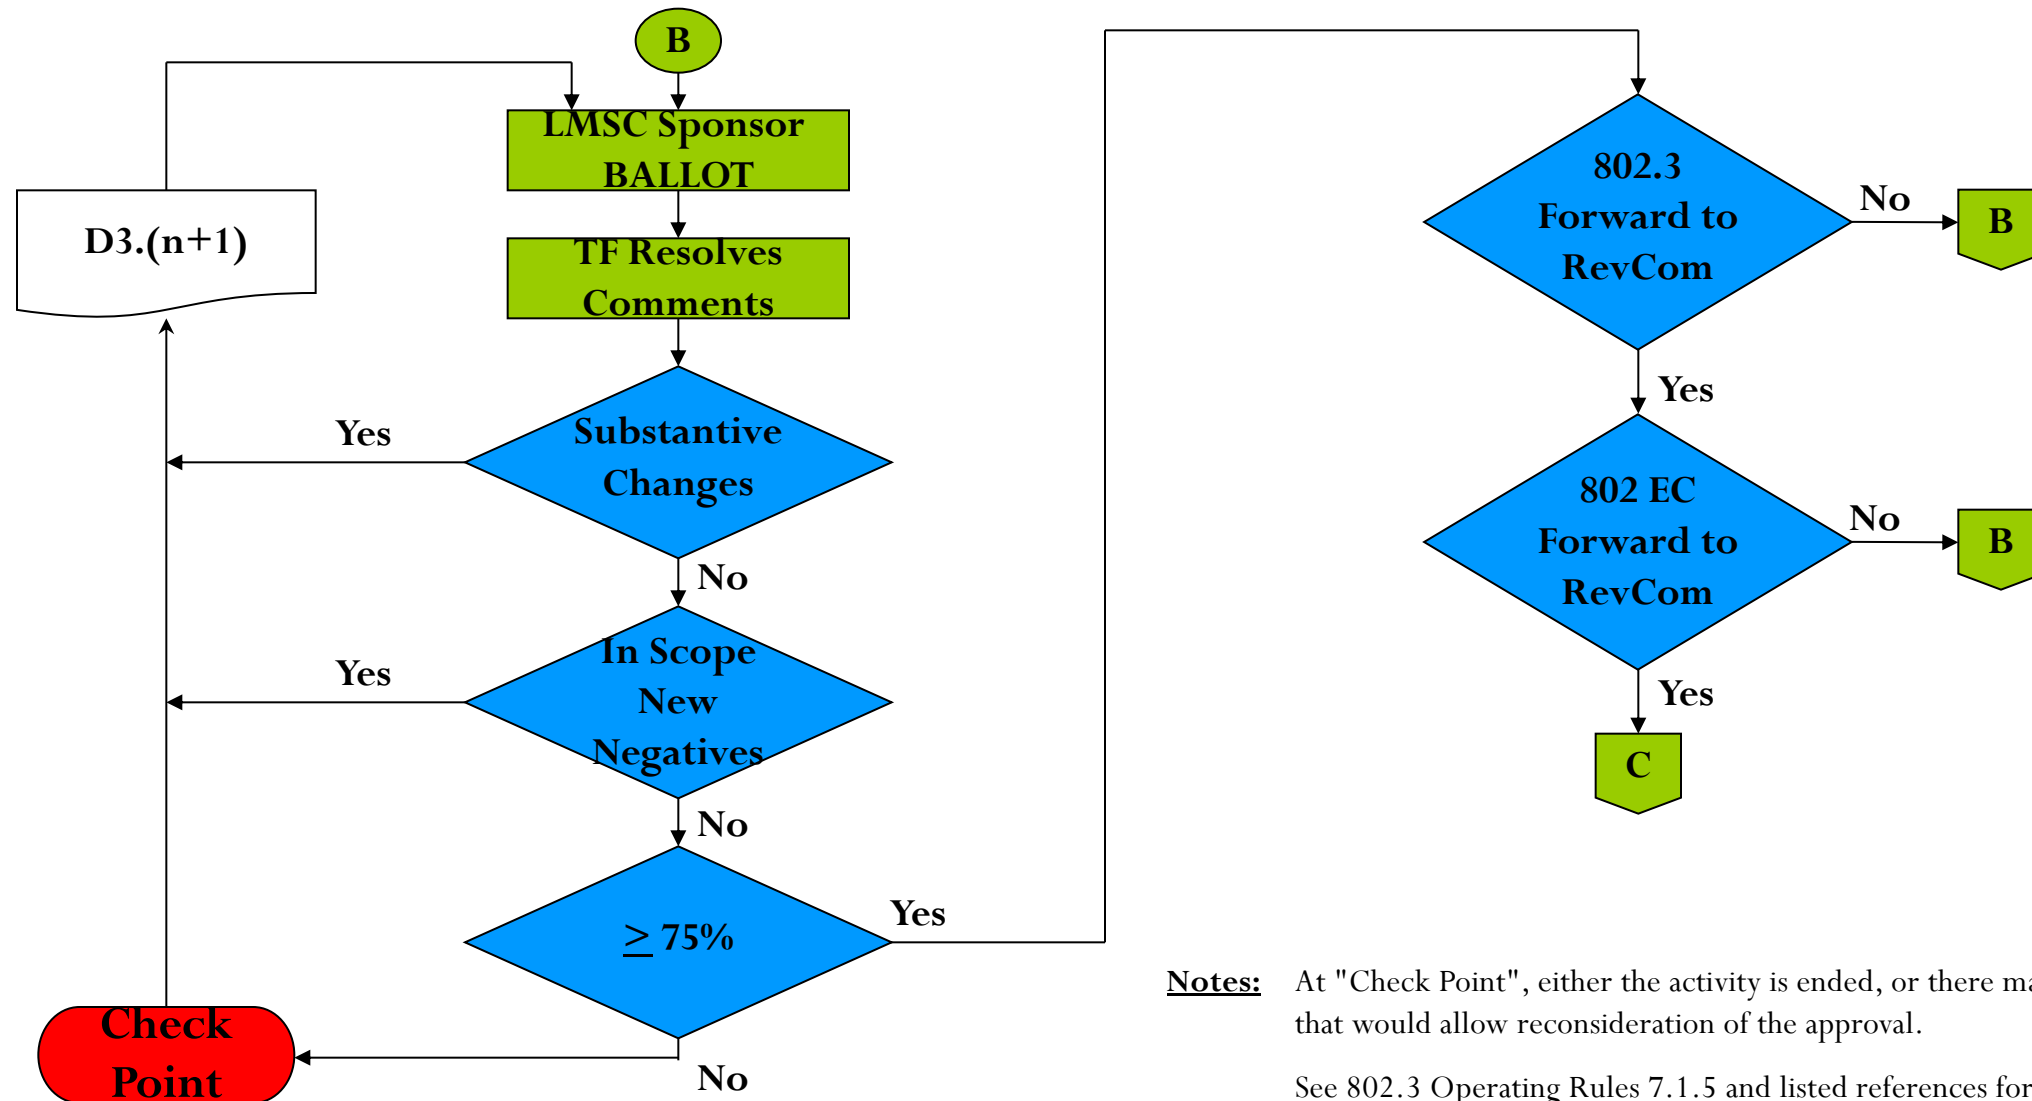 B
LMSC Sponsor
BALLOT
D3.(n+1)
TF Resolves
Comments
Yes
Substantive
Changes
No
Yes
In Scope
New
Negatives
No
≥ 75%
Yes
No
Check
Point
802.3
Forward to
RevCom
No
B
Yes
802 EC
Forward to
RevCom
No
B
Yes
C
Notes: At "Check Point", either the activity is ended, or there
that would allow reconsideration of the approval.
See 802.3 Operating Rules 7.1.5 and listed references for